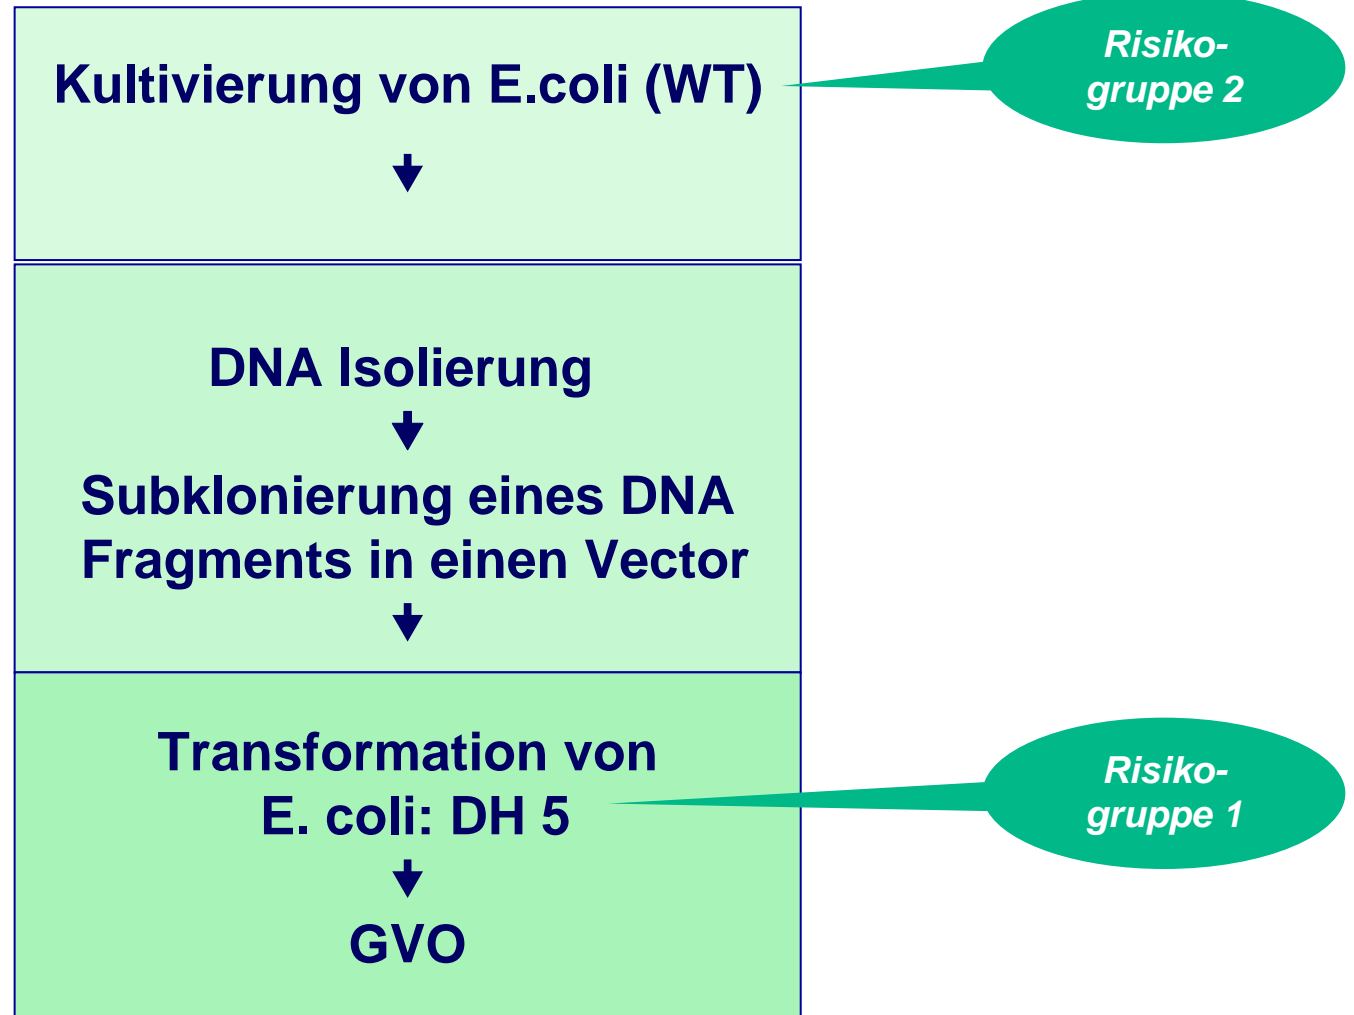 Kultivierung von E.coli (WT)
Risiko-
gruppe 2
DNA Isolierung
Subklonierung eines DNA
Fragments in einen Vector
Transformation von
E. coli: DH 5
Risiko-
gruppe 1
GVO